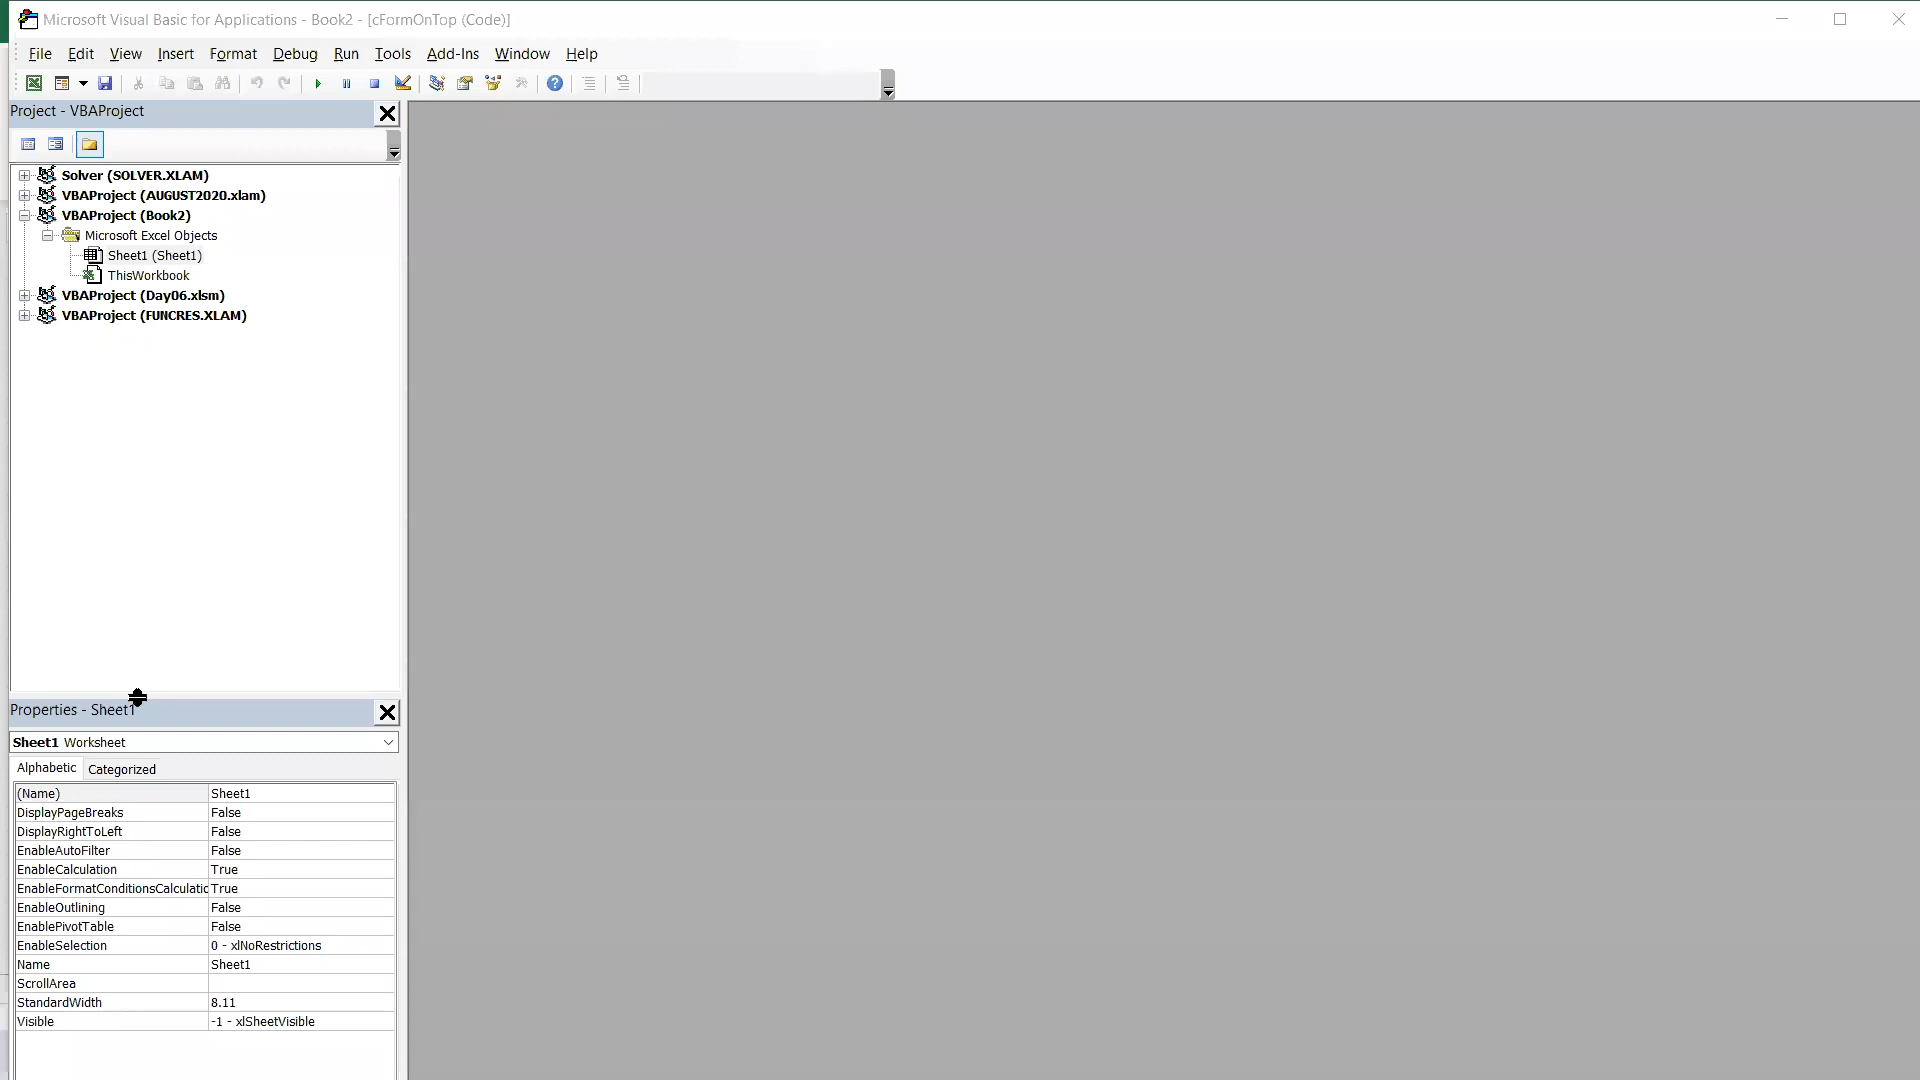 Microsoft Visual Basic for Applications - Book2 - [cFormOnTop (Code)]
File Edit View Insert Format Debug Run Tools Add-Ins Window Help
Project - VBAProject
Solver (SOLVER.XLAM)
VBAProject (AUGUST2020.xlam)
VBAProject (Book2)
Microsoft Excel Objects
Sheet1 (Sheet1)
ThisWorkbook
VBAProject (Day06.xlsm)
VBAProject (FUNCRES.XLAM)
Properties - Sheet1
Sheet1 Worksheet
Alphabetic Categorized
(Name) Sheet1
DisplayPageBreaks False
DisplayRightToLeft False
EnableAutoFilter False
EnableCalculation True
EnableFormatConditionsCalculatic True
EnableOutlining False
EnablePivotTable False
EnableSelection 0 - xlNoRestrictions
Name Sheet1
ScrollArea
StandardWidth 8.11
Visible -1 - xlSheetVisible